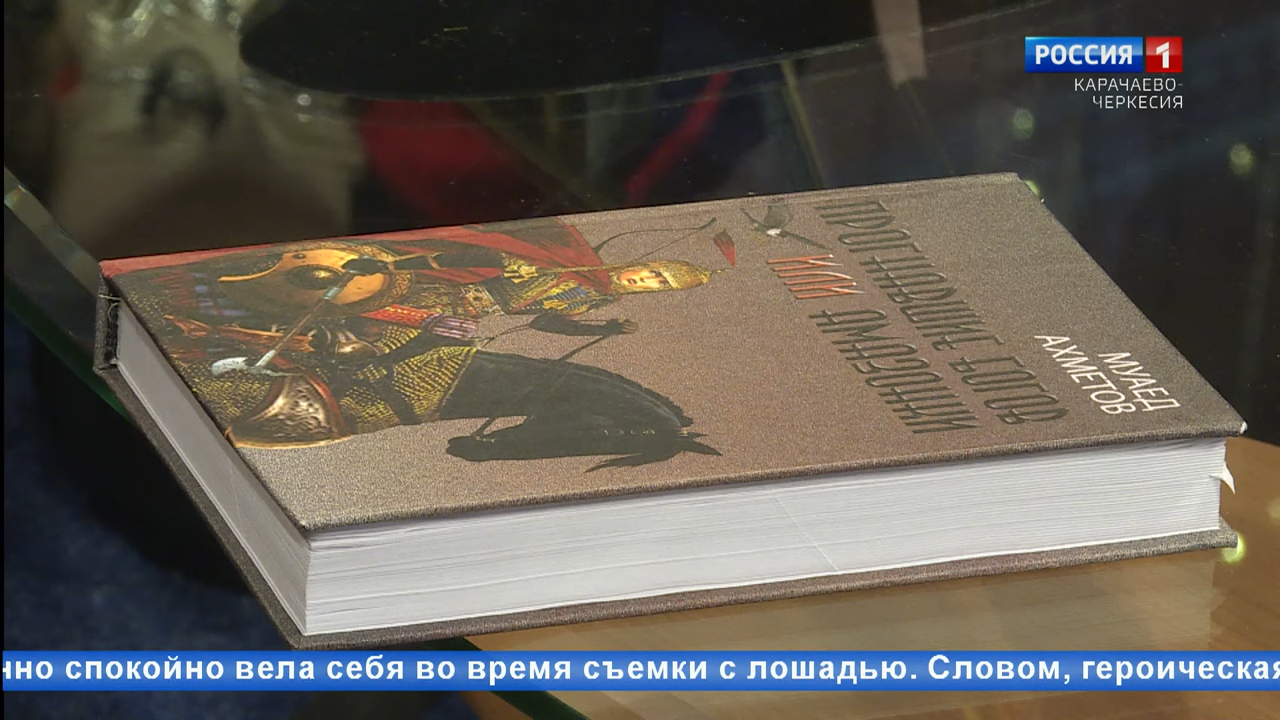 РОССИЯ 1
КАРАЧАЕВО-
ЧЕРКЕСИЯ
МУАЕД
АХМЕТОВ
ПРОГНАВШИЕ БОГОВ
ИЛИ
АМАЗОНКИ
нно спокойно вела себя во время съемки с лошадью. Словом, героическая